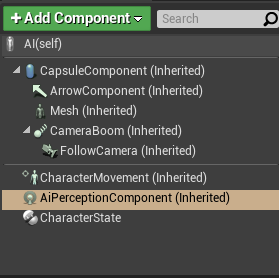 + Add Component Search
AI(self)
CapsuleComponent (Inherited)
ArrowComponent (Inherited)
Mesh (Inherited)
CameraBoom (Inherited)
FollowCamera (Inherited)
CharacterMovement (Inherited)
AiPerceptionComponent (Inherited)
CharacterState